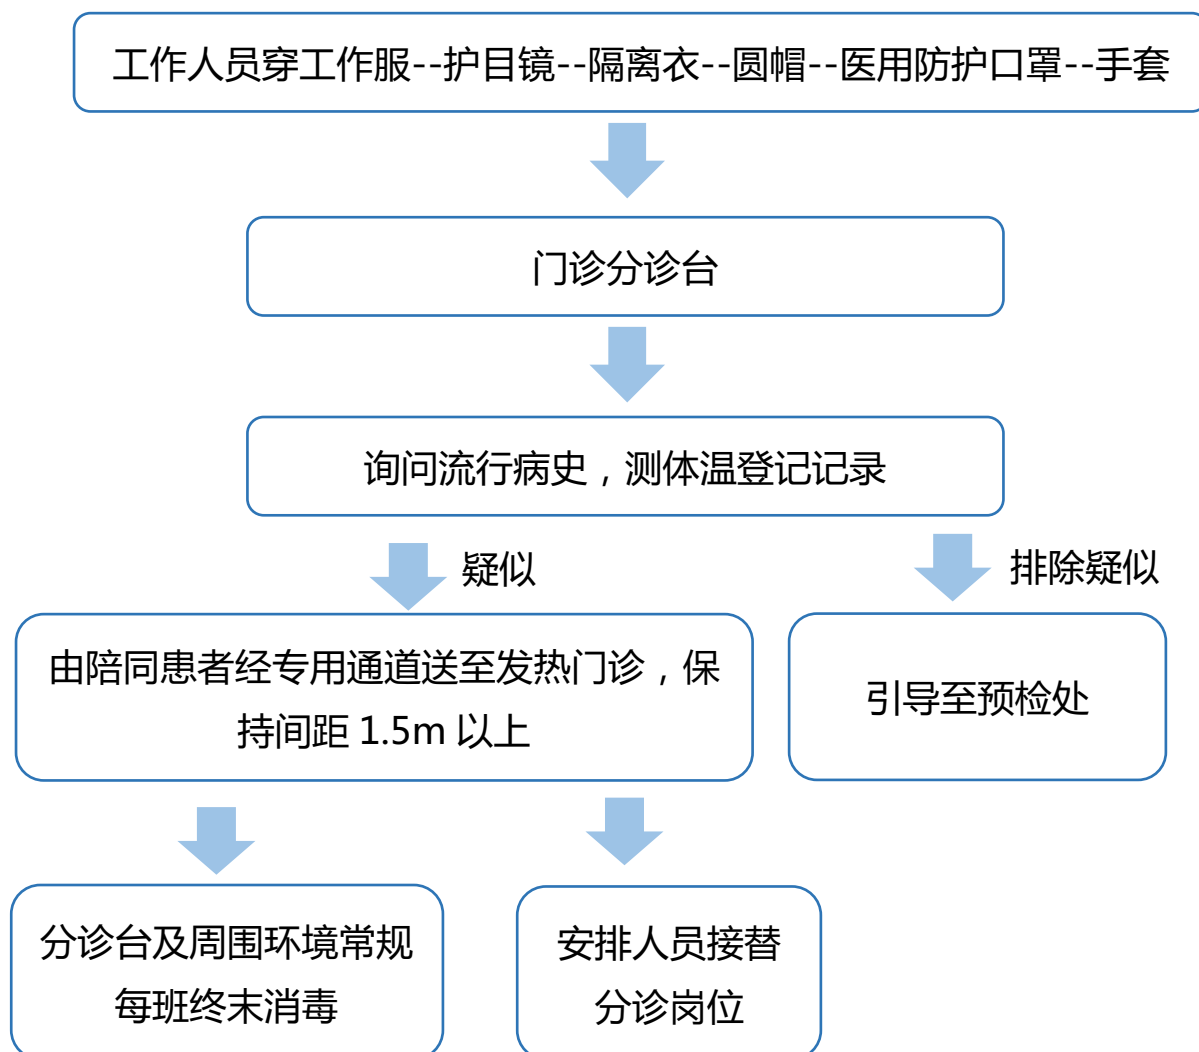 工作人员穿工作服--护目镜--隔离衣--圆帽--医用防护口罩--手套
门诊分诊台
询问流行病史，测体温登记记录
疑似
排除疑似
由陪同患者经专用通道送至发热门诊，保
持间距 1.5m 以上
引导至预检处
分诊台及周围环境常规
每班终末消毒
安排人员接替
分诊岗位